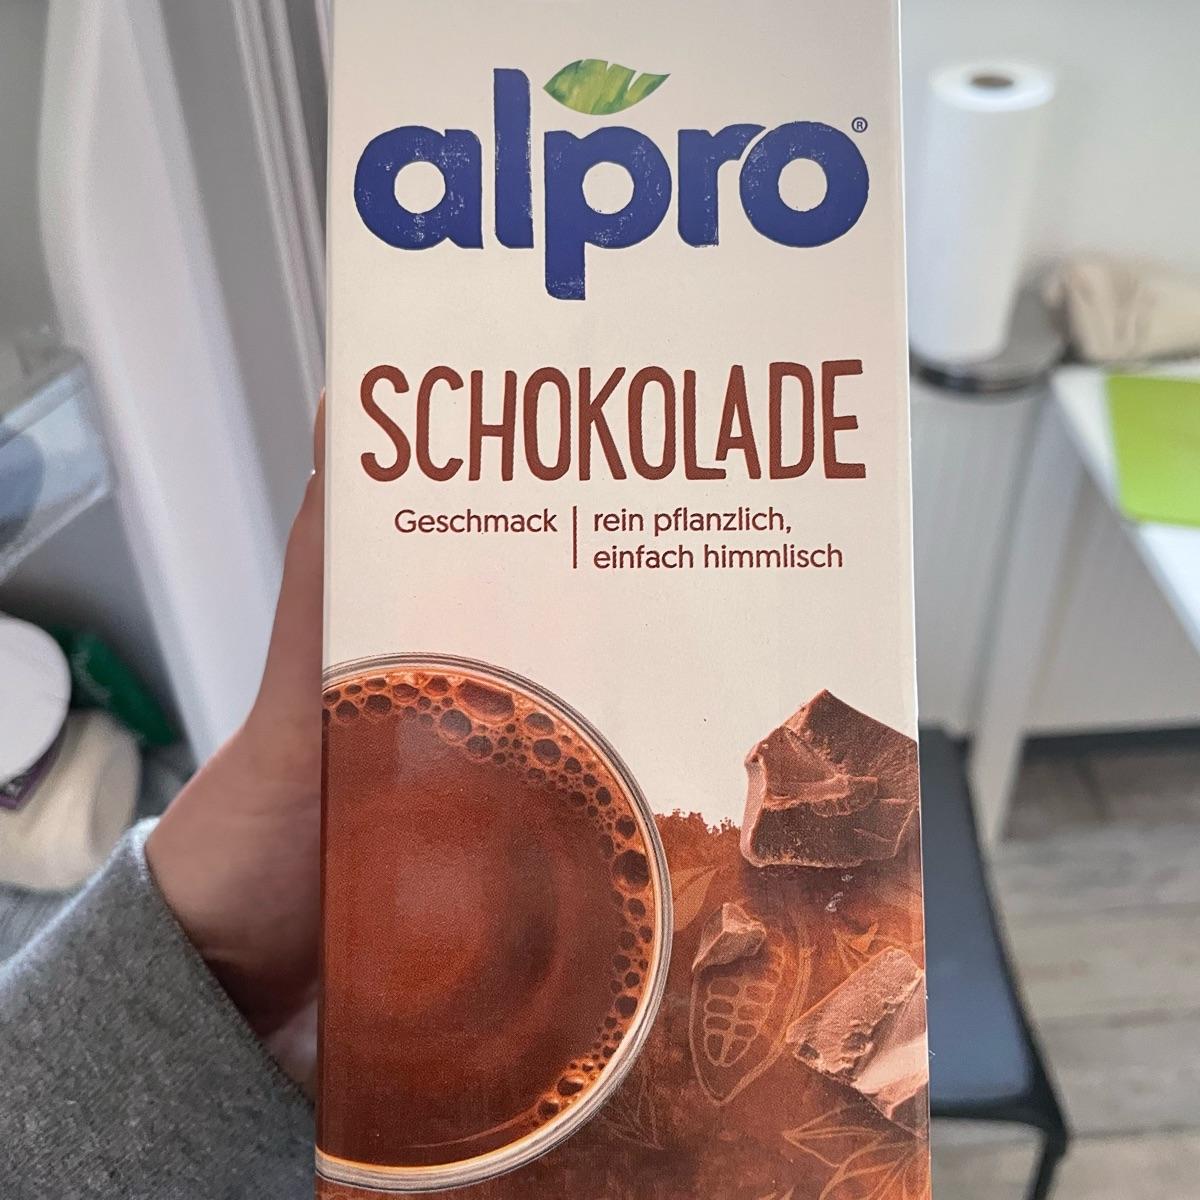 alpro®
SCHOKOLADE
Geschmack
rein pflanzlich,
einfach himmlisch